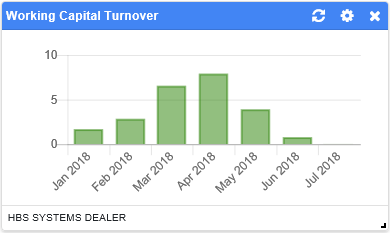 Working Capital Turnover
10
5
0
Jan 2018
Feb 2018
Mar 2018
Apr 2018
May 2018
Jun 2018
Jul 2018
HBS SYSTEMS DEALER